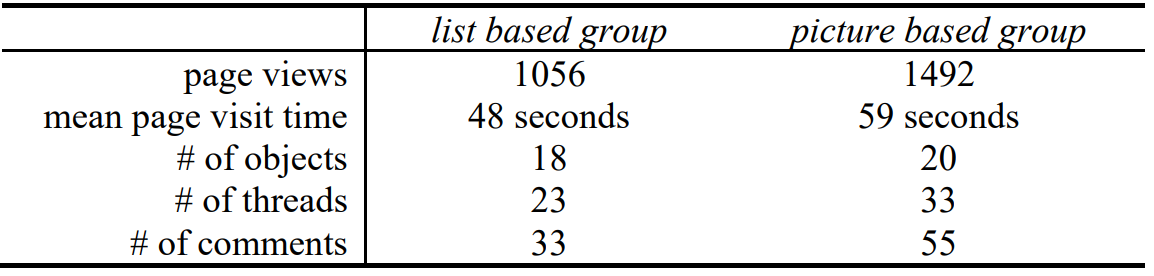 list based group picture based group
page views 1056 1492
mean page visit time 48 seconds 59 seconds
# of objects 18 20
# of threads 23 33
# of comments 33 55